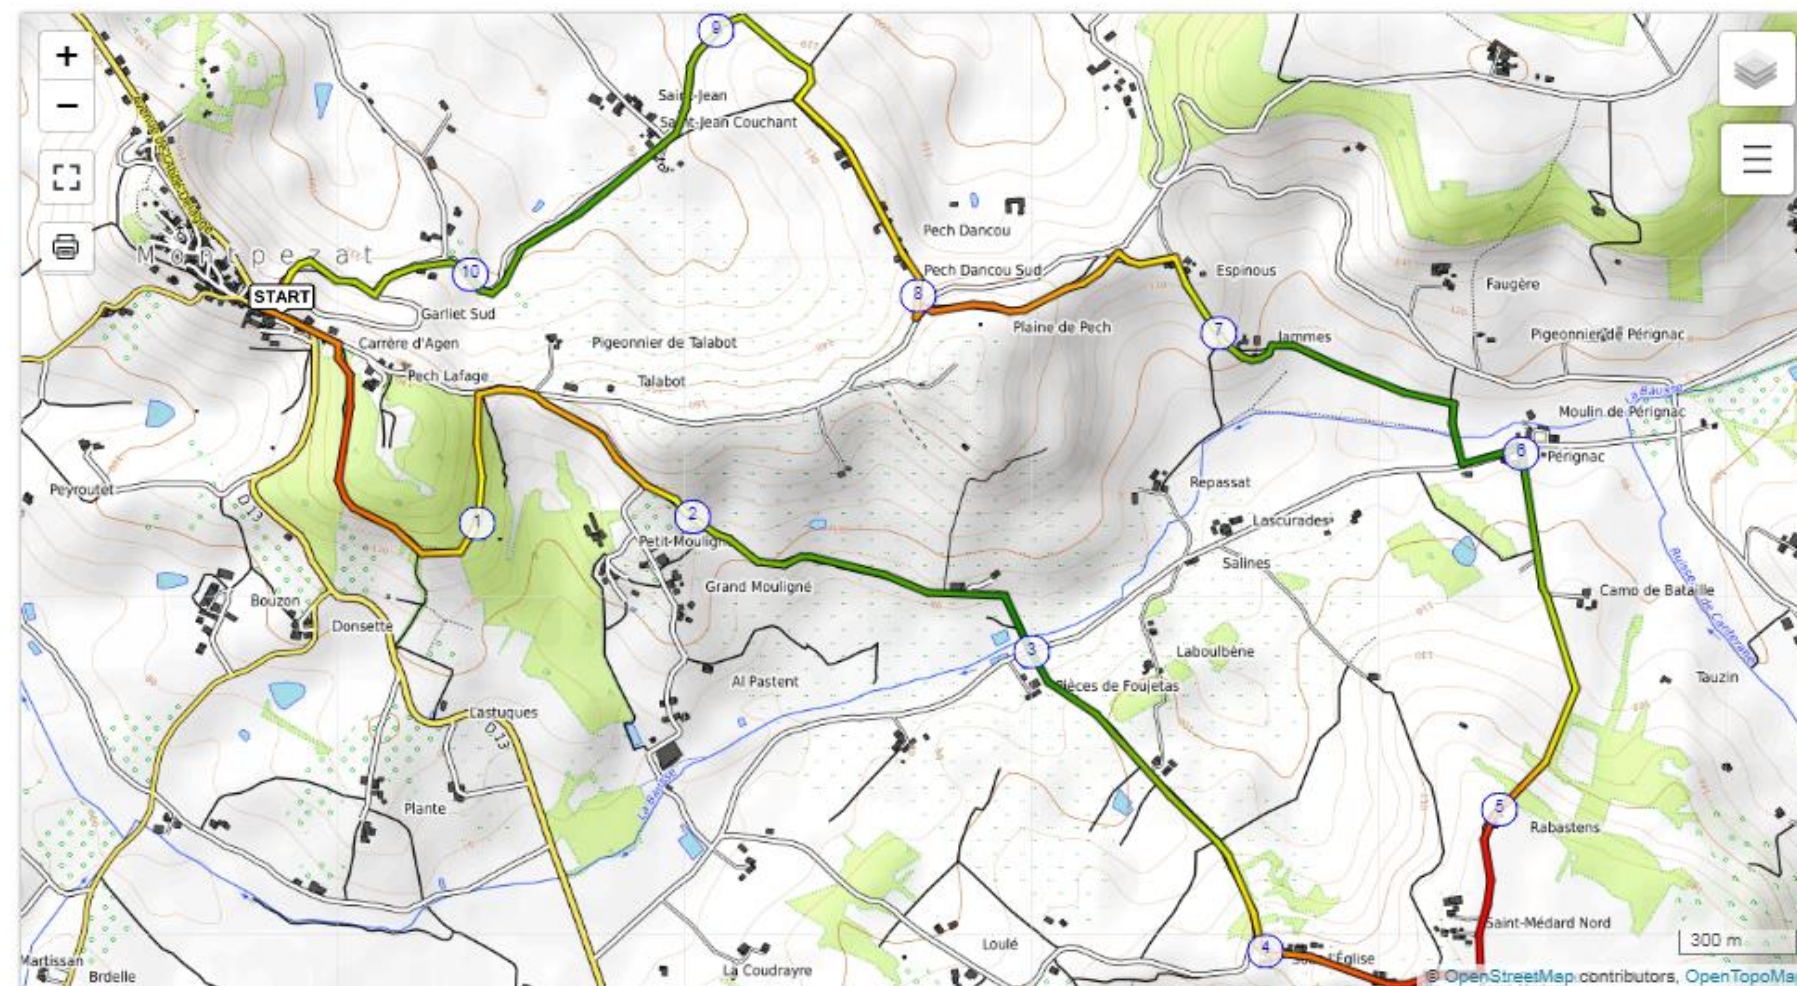 +
−
9
Saint-Jean
Saint-Jean Couchant
Pech Dancou
Montpezat
10
Pech Dancou Sud
Espinous
START
8
Faugère
Garliet Sud
Plaine de Pech
7
Jammes
Pigeonnier de Pérignac
Carrère d'Agen
Pigeonnier de Talabot
Pech Lafage
Talabot
La Bausse
Moulin de Pérignac
6
Pérignac
Peyroutet
D 13
Repassat
1
2
Lascurades
Petit-Mouligné
Salines
Grand Mouligné
Camp de Bataille
Bouzon
Donsette
3
Laboulbène
Al Pastent
Pièces de Foujetas
Tauzin
Lastuques
D 13
La Bausse
Plante
5
Rabastens
Saint-Médard Nord
Loulé
4
300 m
Martissan
Brdelle
La Coudrayre
© OpenStreetMap contributors, OpenTopoMap